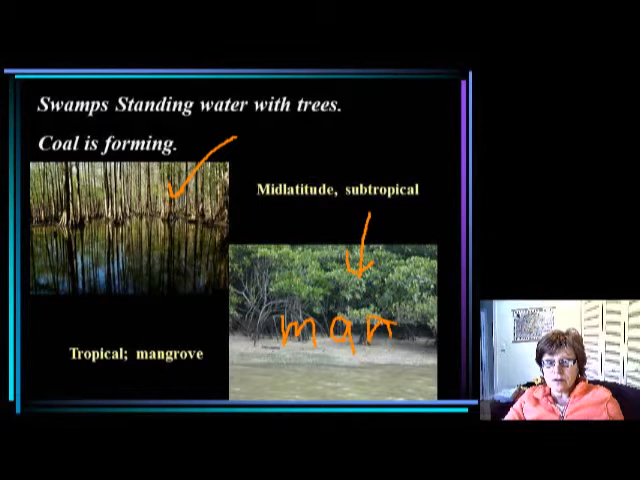 Swamps Standing water with trees.
Coal is forming.
Midlatitude, subtropical
man
Tropical; mangrove